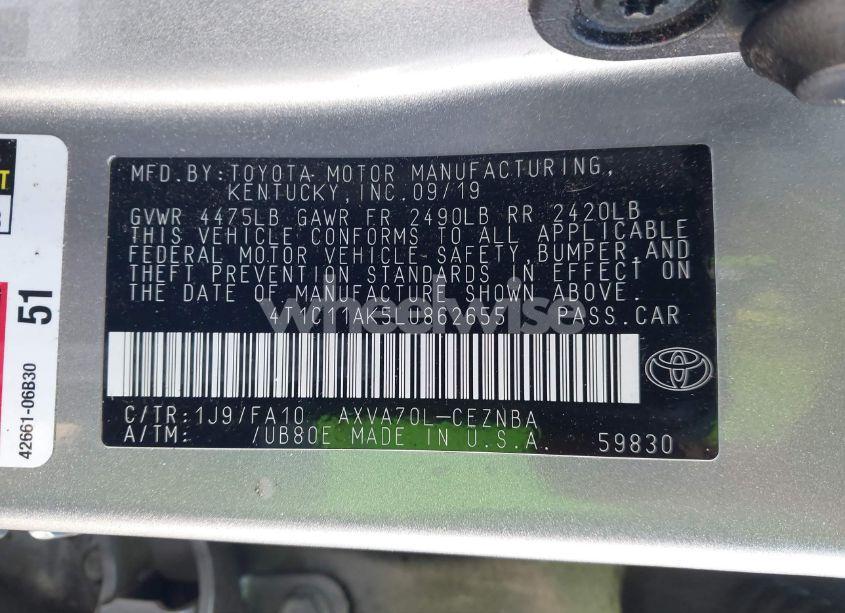 MFD.BY:TOYOTA MOTOR MANUFACTURING,
KENTUCKY,INC.09/19
GVWR 4475LB GAWR FR 2490LB RR 2420LB
THIS VEHICLE CONFORMS TO ALL APPLICABLE
FEDERAL MOTOR VEHICLE SAFETY,BUMPER,AND
THEFT PREVENTION STANDARDS IN EFFECT ON
THE DATE OF MANUFACTURE SHOWN ABOVE.
4T1C11AK5LU862655 PASS.CAR
wheelwise
C/TR:1J9/FA10 AXVA70L-CEZNBA
A/TM: /UB80E MADE IN U.S.A. 59830
51
42661-06B30